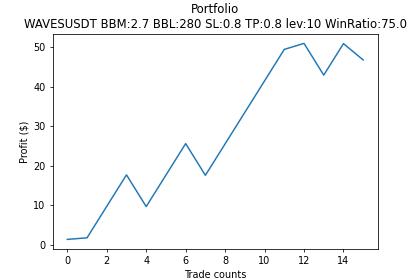 Portfolio
WAVESUSDT BBM:2.7 BBL:280 SL:0.8 TP:0.8 lev:10 WinRatio:75.0
50
40
30
20
10
0
Profit ($)
0 2 4 6 8 10 12 14
Trade counts